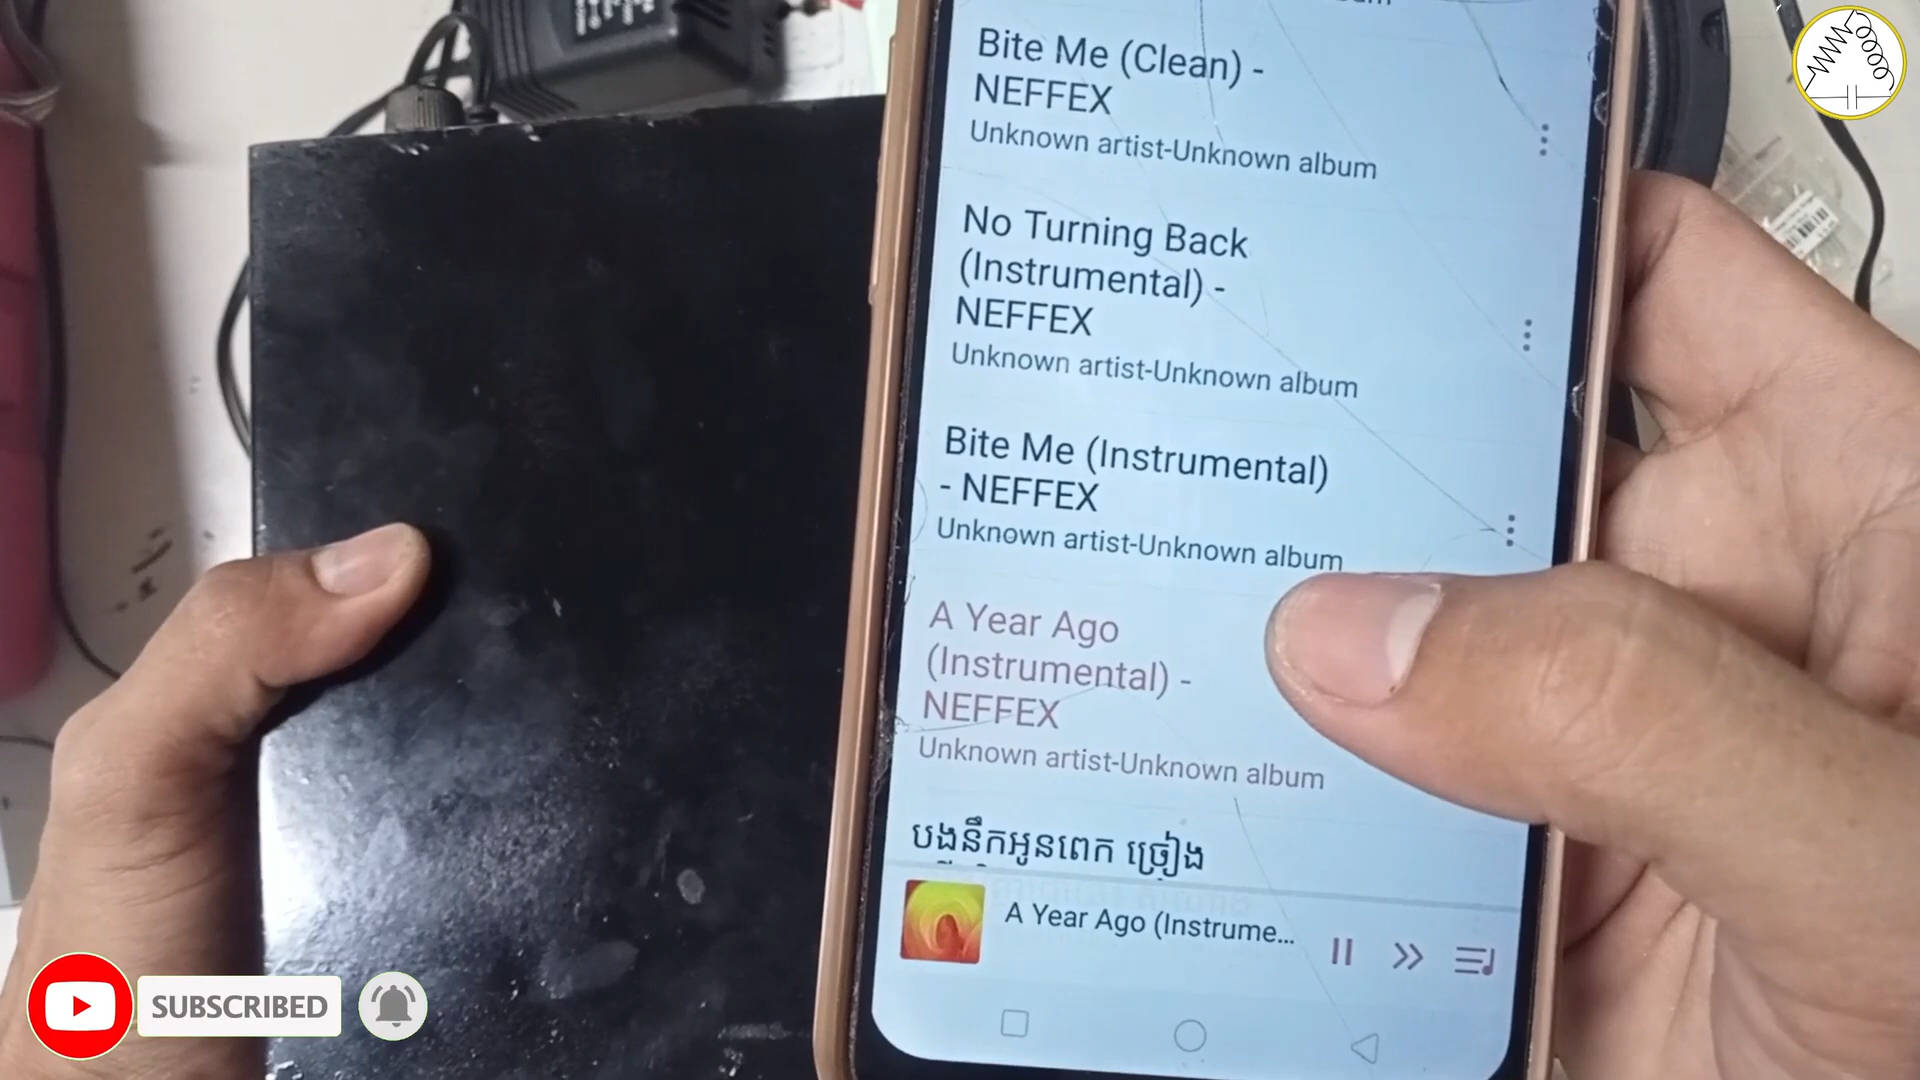 Bite Me (Clean) -
NEFFEX
Unknown artist-Unknown album
No Turning Back
(Instrumental) -
NEFFEX
Unknown artist-Unknown album
Bite Me (Instrumental)
- NEFFEX
Unknown artist-Unknown album
A Year Ago
(Instrumental) -
NEFFEX
Unknown artist-Unknown album
បងនឹកអូនពេក ច្រៀង
A Year Ago (Instrume...
SUBSCRIBED